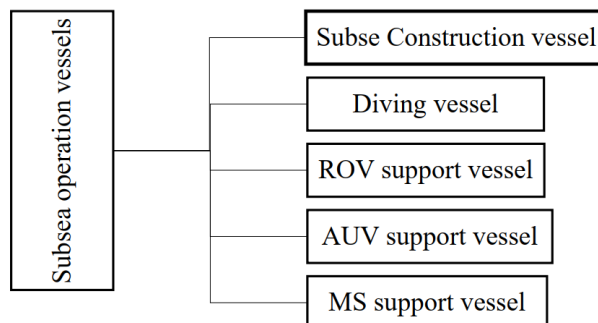 Subsea operation vessels
Subse Construction vessel
Diving vessel
ROV support vessel
AUV support vessel
MS support vessel